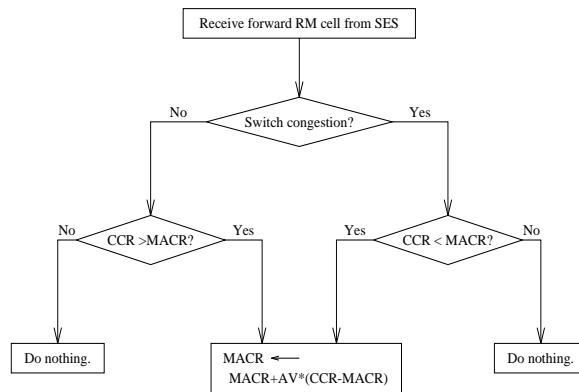 Receive forward RM cell from SES
No
Switch congestion?
Yes
No
CCR >MACR?
Yes
Yes
CCR < MACR?
No
Do nothing.
MACR ←
MACR+AV*(CCR-MACR)
Do nothing.